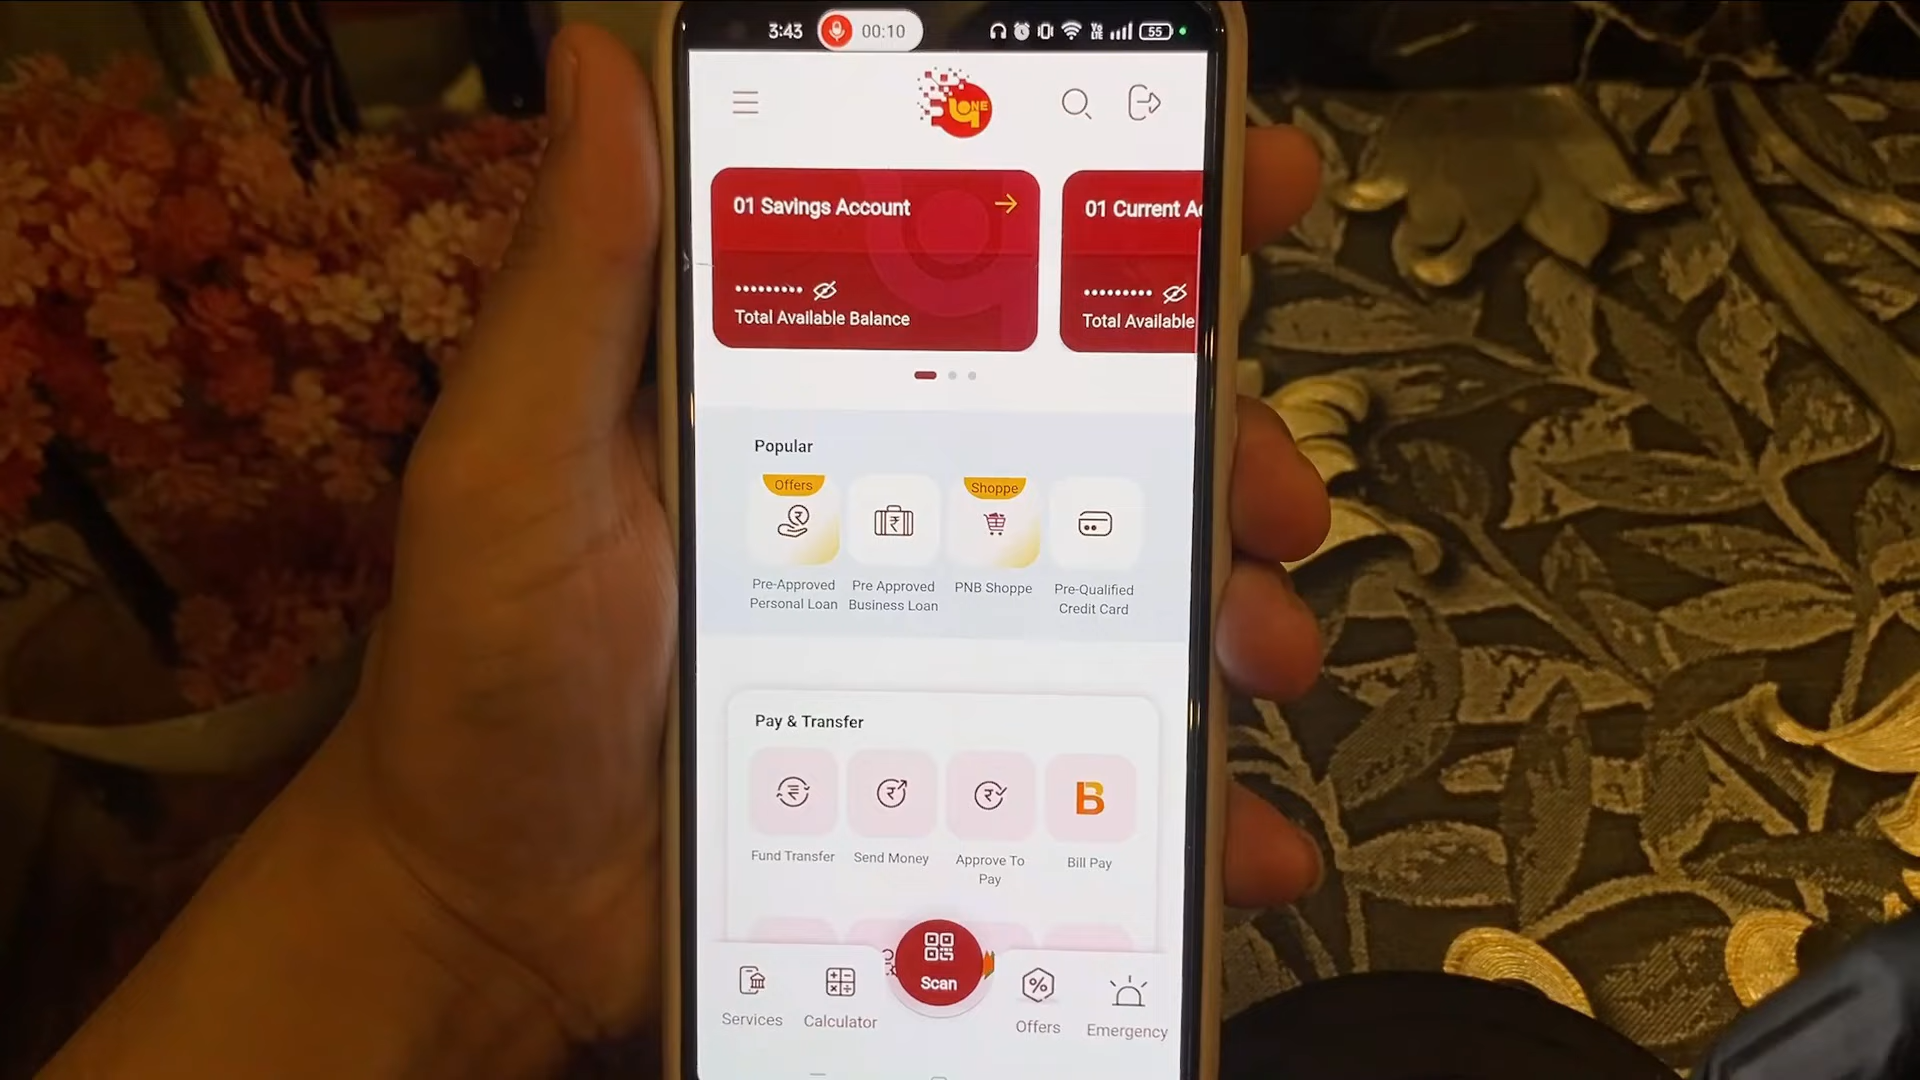 3:43
00:10
Vo
LTE
55
ONE
01 Savings Account
01 Current A
Total Available Balance
Total Available
Popular
Offers
Shoppe
Pre-Approved
Personal Loan
Pre Approved
Business Loan
PNB Shoppe
Pre-Qualified
Credit Card
Pay & Transfer
B
Fund Transfer
Send Money
Approve To
Pay
Bill Pay
Scan
Services
Calculator
Offers
Emergency